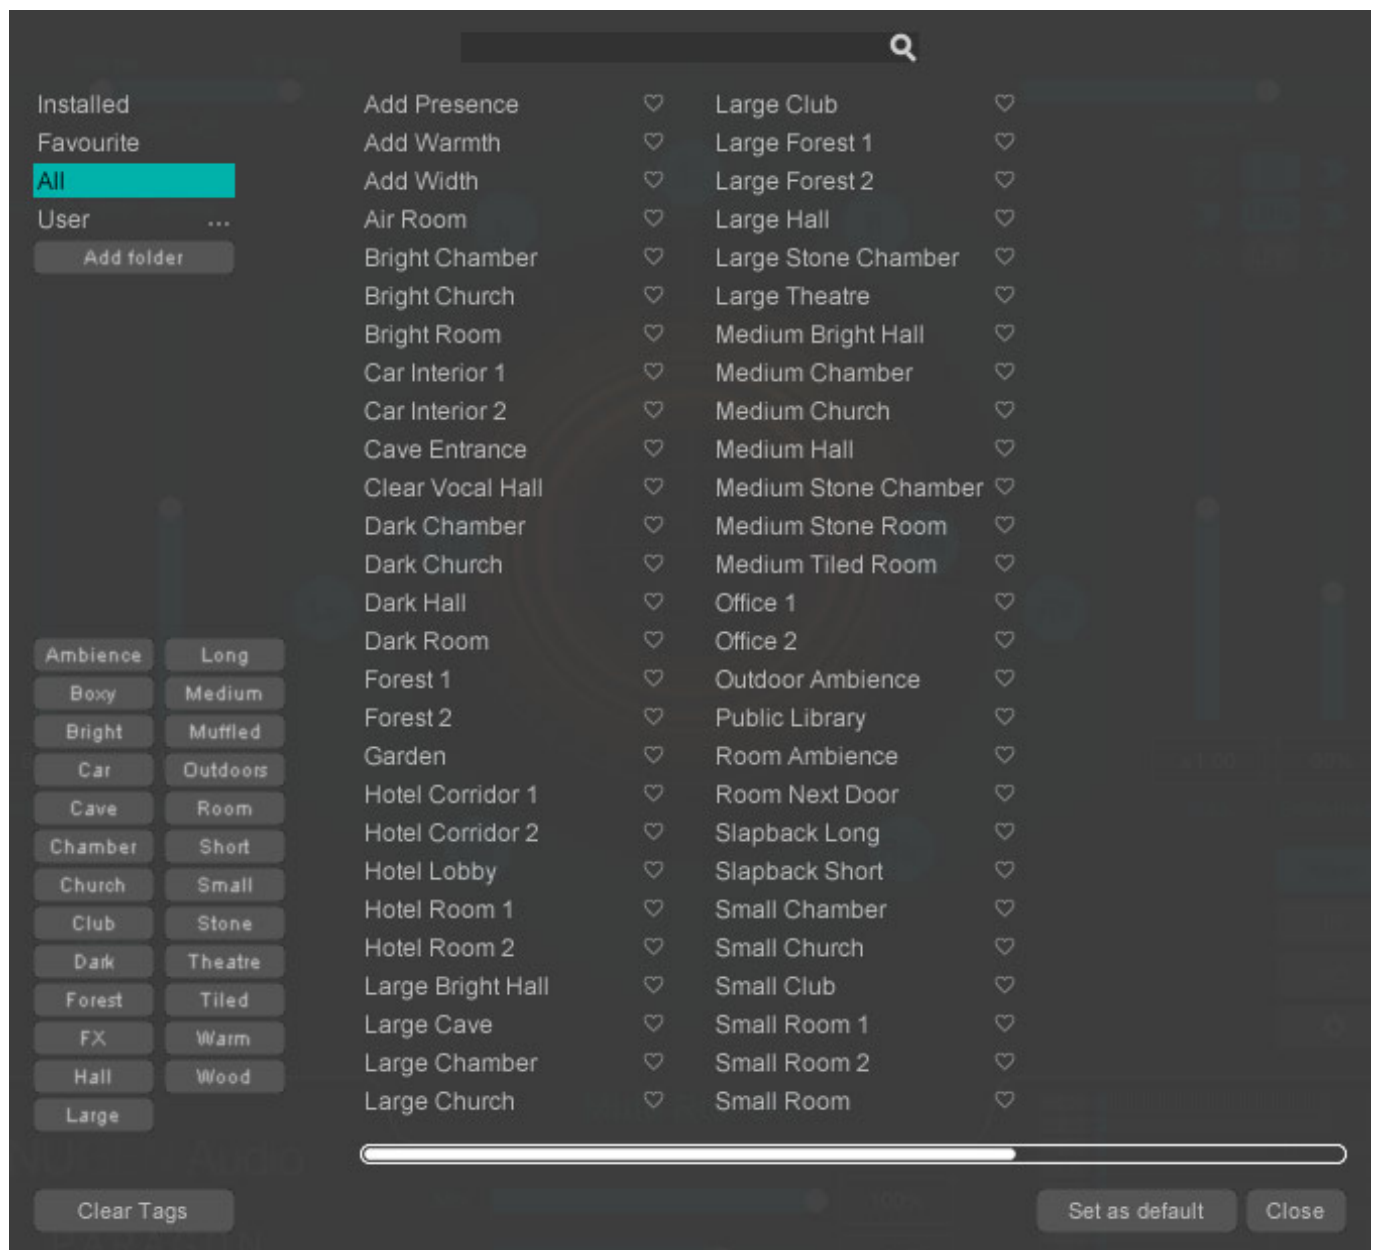 Installed
Favourite
All
User ...
Add folder
Ambience Long
Boxy Medium
Bright Muffled
Car Outdoors
Cave Room
Chamber Short
Church Small
Club Stone
Dark Theatre
Forest Tiled
FX Warm
Hall Wood
Large
Clear Tags
Add Presence
Add Warmth
Add Width
Air Room
Bright Chamber
Bright Church
Bright Room
Car Interior 1
Car Interior 2
Cave Entrance
Clear Vocal Hall
Dark Chamber
Dark Church
Dark Hall
Dark Room
Forest 1
Forest 2
Garden
Hotel Corridor 1
Hotel Corridor 2
Hotel Lobby
Hotel Room 1
Hotel Room 2
Large Bright Hall
Large Cave
Large Chamber
Large Church
Large Club
Large Forest 1
Large Forest 2
Large Hall
Large Stone Chamber
Large Theatre
Medium Bright Hall
Medium Chamber
Medium Church
Medium Hall
Medium Stone Chamber
Medium Stone Room
Medium Tiled Room
Office 1
Office 2
Outdoor Ambience
Public Library
Room Ambience
Room Next Door
Slapback Long
Slapback Short
Small Chamber
Small Church
Small Club
Small Room 1
Small Room 2
Small Room
Set as default Close